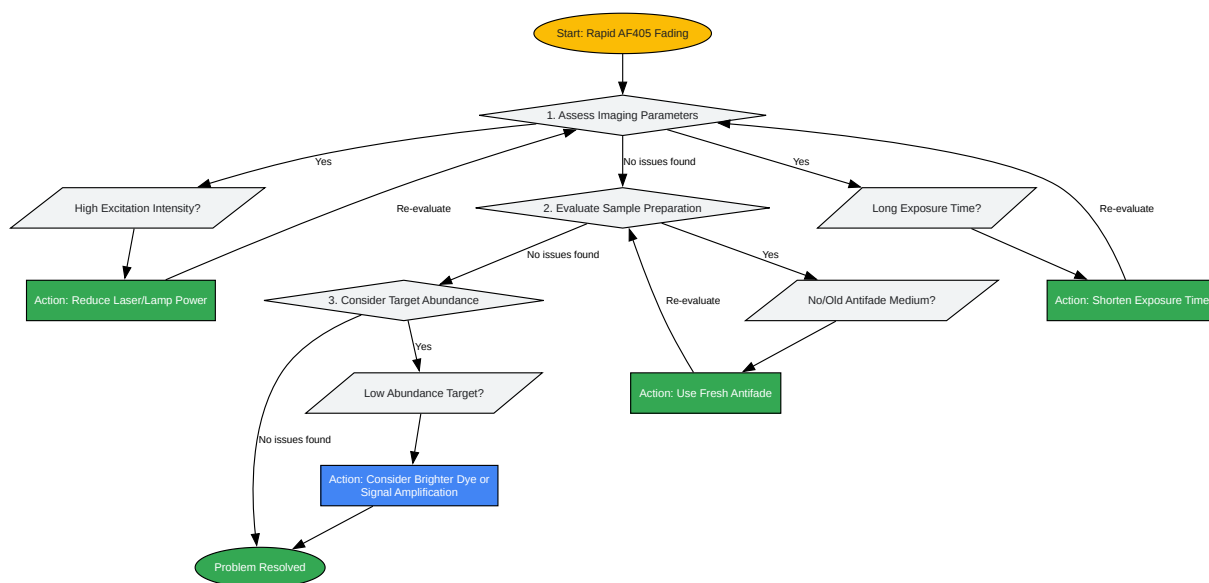 Start: Rapid AF405 Fading
1. Assess Imaging Parameters
Yes
No issues found
Yes
High Excitation Intensity?
Re-evaluate
2. Evaluate Sample Preparation
Long Exposure Time?
Re-evaluate
No issues found
Yes
Action: Reduce Laser/Lamp Power
3. Consider Target Abundance
Re-evaluate
No/Old Antifade Medium?
Action: Shorten Exposure Time
Yes
Low Abundance Target?
Action: Use Fresh Antifade
No issues found
Action: Consider Brighter Dye or
Signal Amplification
Problem Resolved